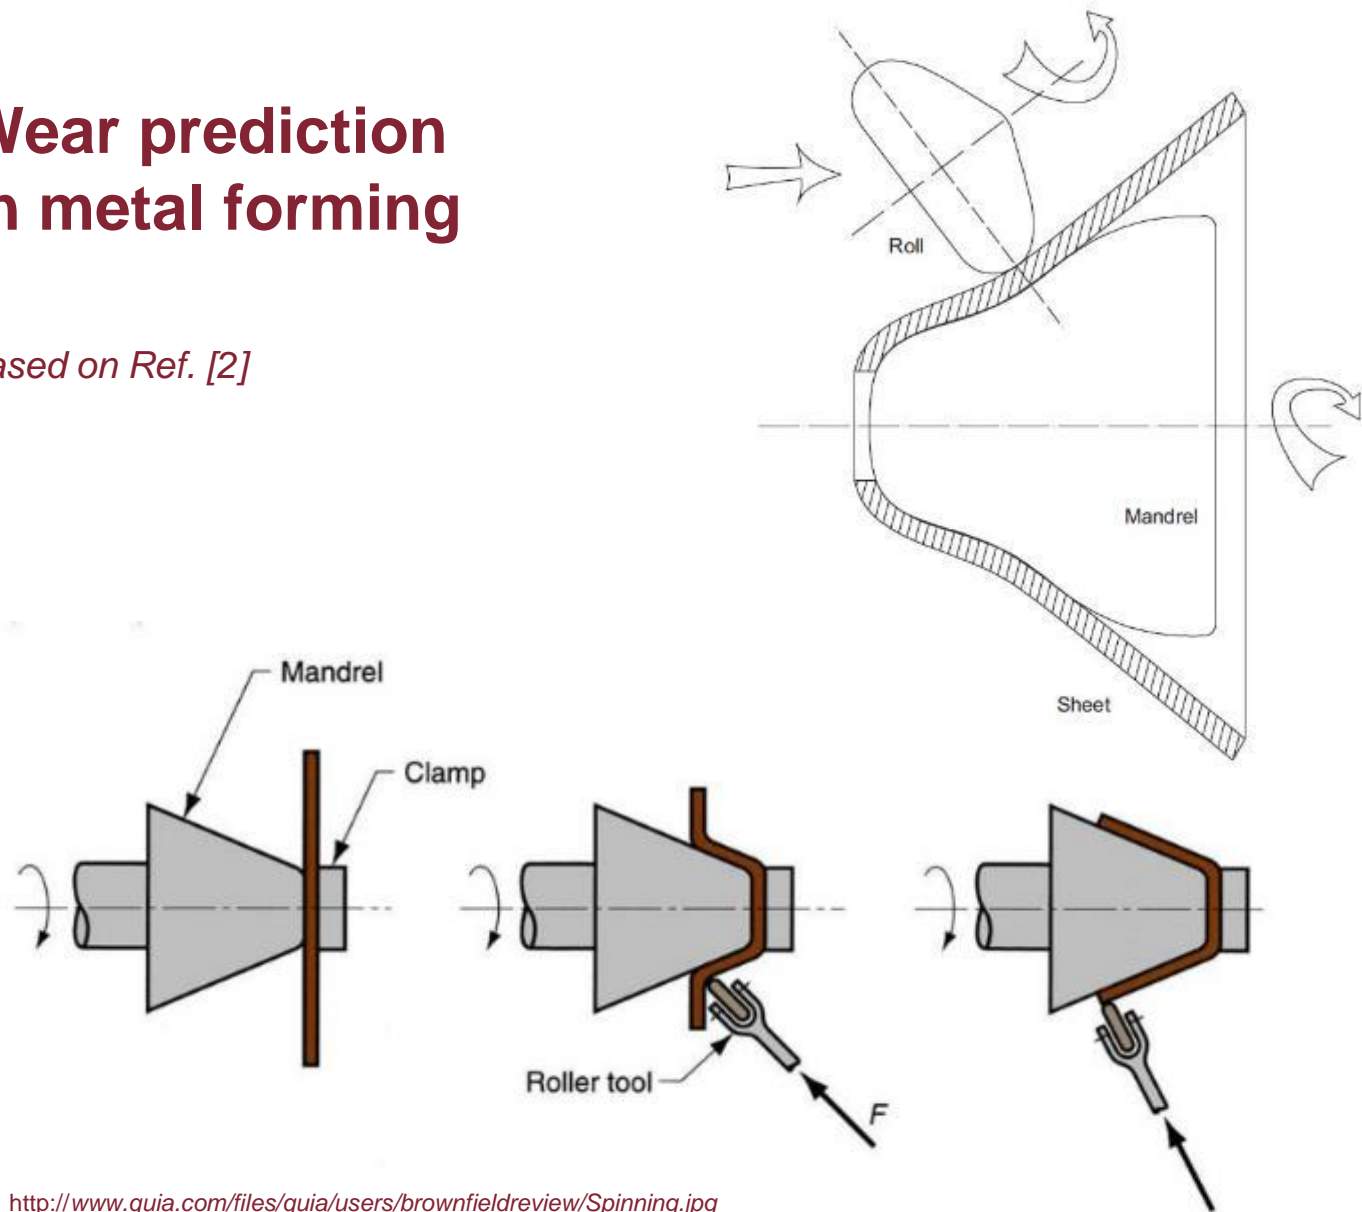 Wear prediction
n metal forming
ased on Ref. [2]
Roll
Mandrel
Sheet
Mandrel
Clamp
Roller tool
F
http://www.quia.com/files/quia/users/brownfieldreview/Spinning.jpg